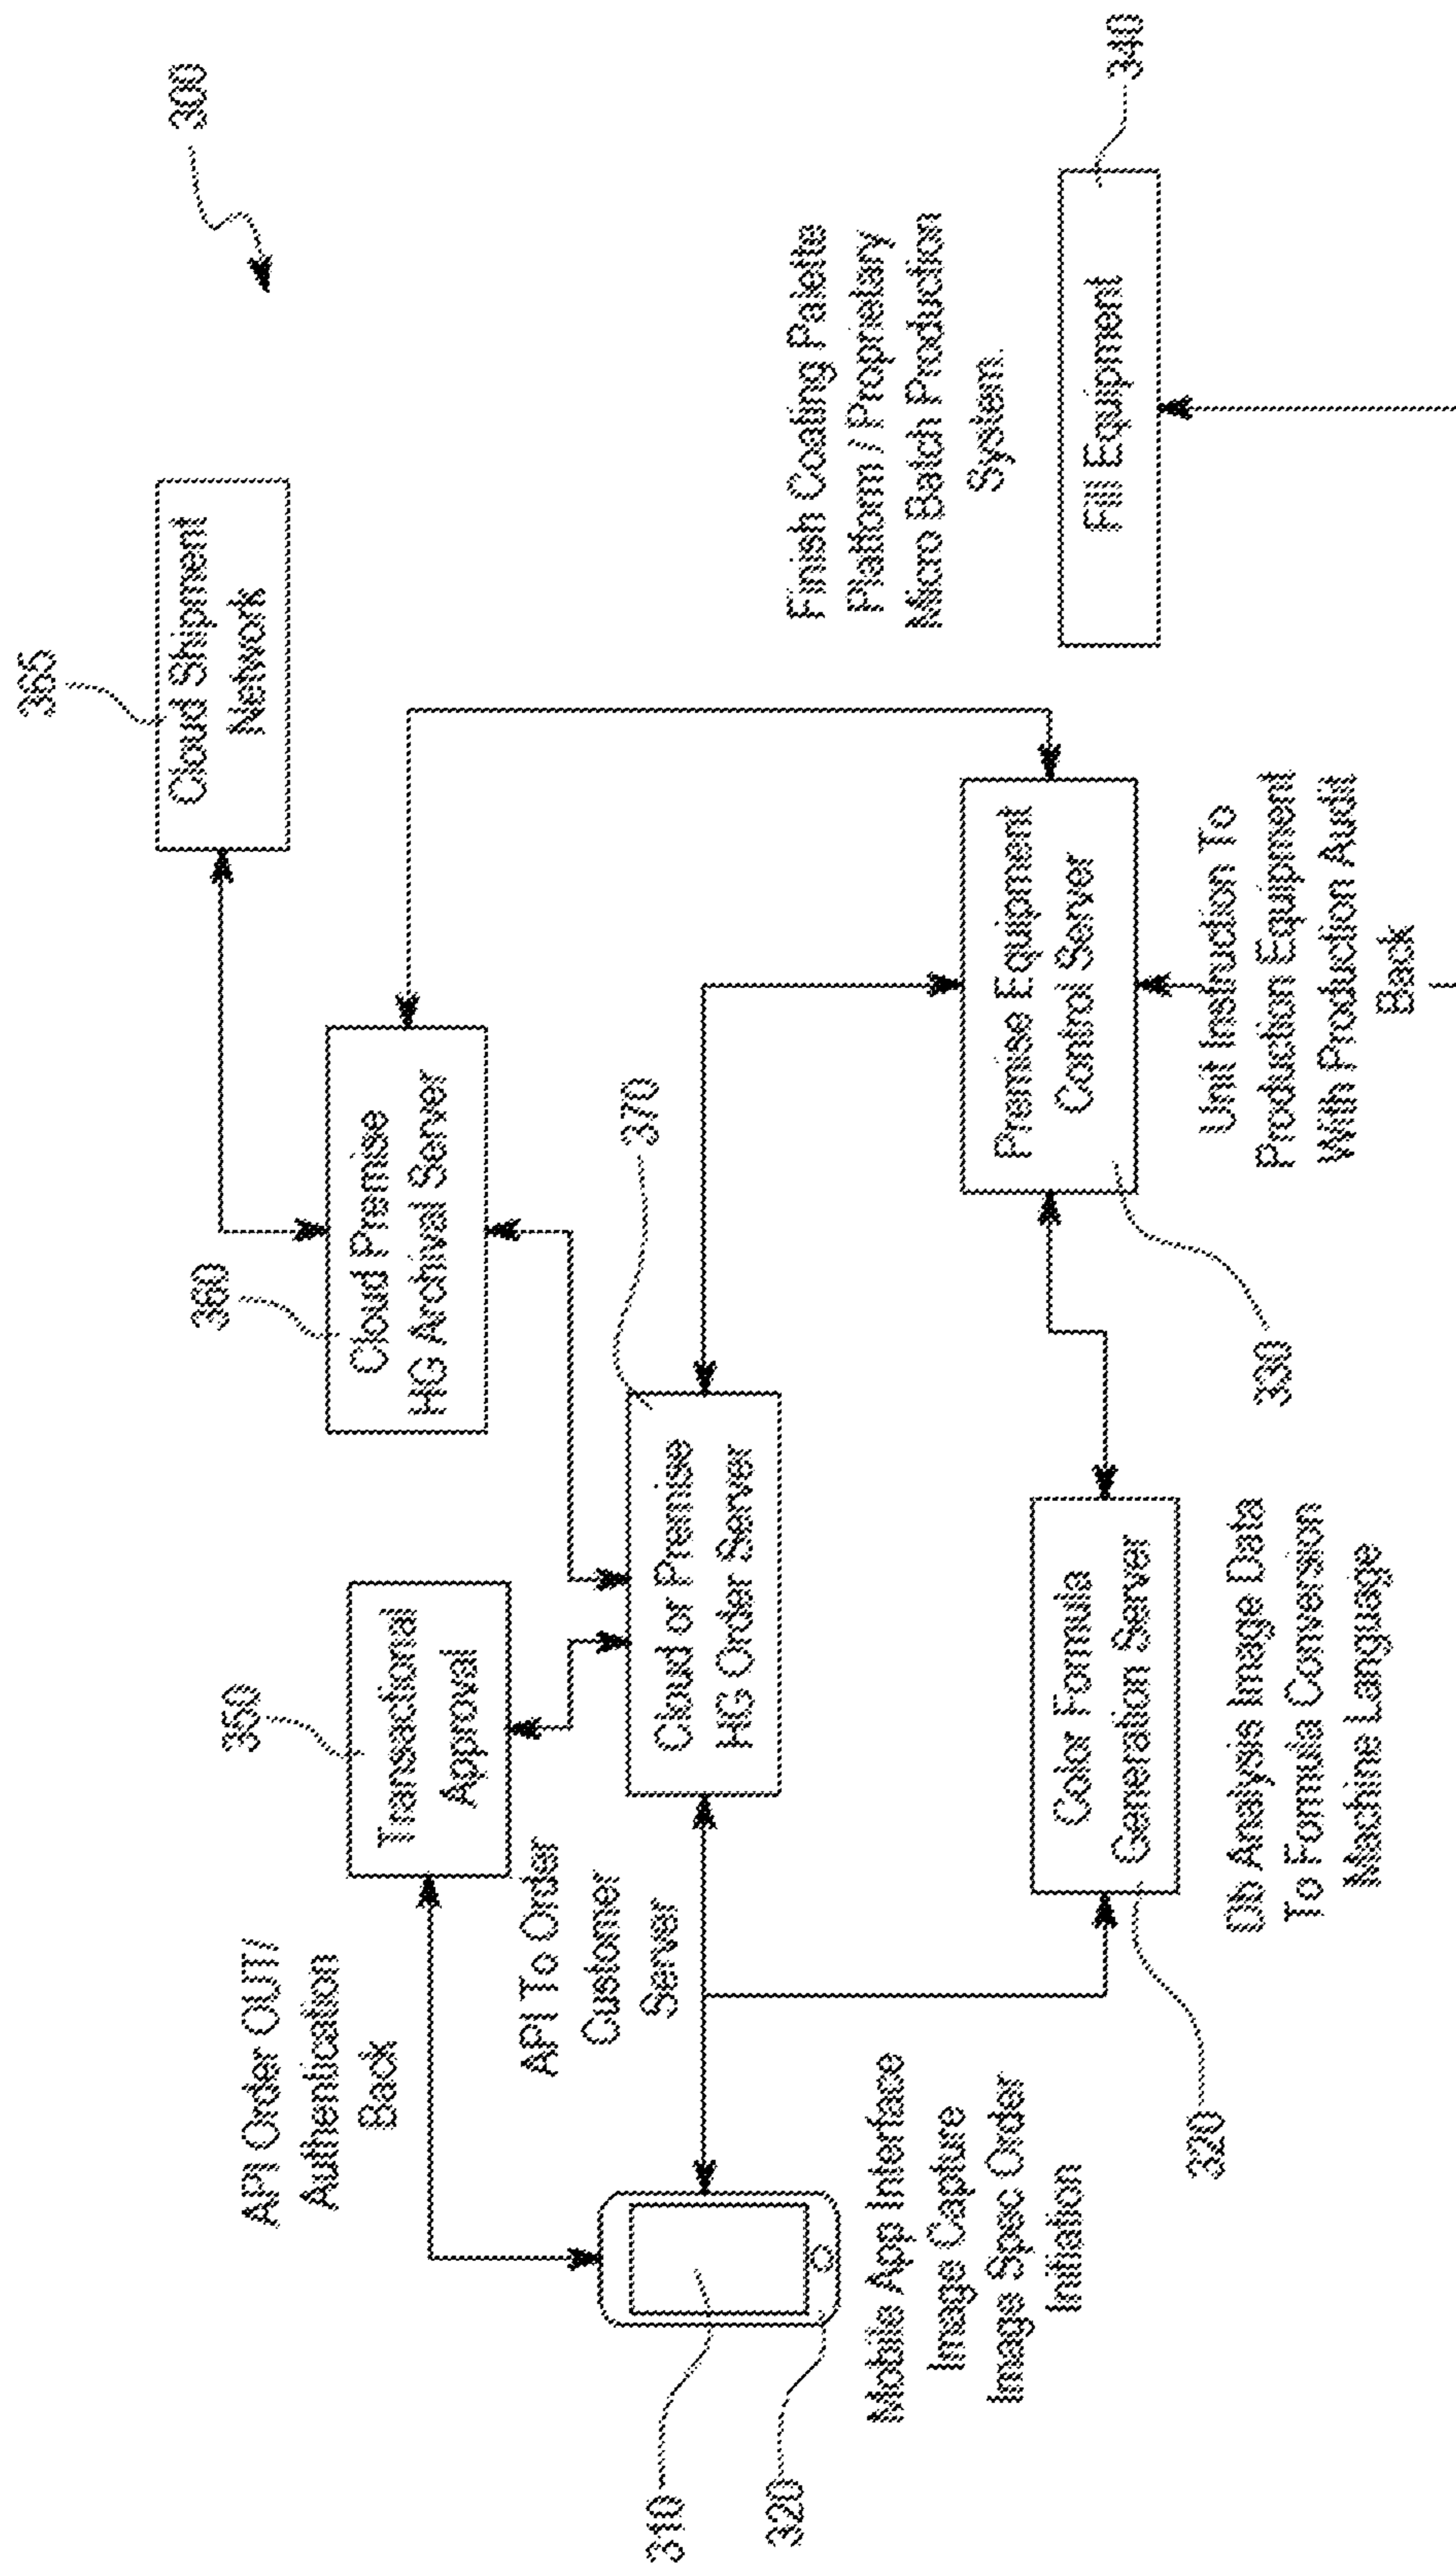 300
365
Cloud Shipment
Network
360
Cloud Premise
HG Archival Server
350
Transactional
Approval
API Order OUT/
Authentication
Back
370
Cloud or Premise
HG Order Server
API To Order
Customer
Server
310
320
Mobile App Interface
Image Capture
Image Spec Order
Initiation
Color Formula
Generation Server
320
Db Analysis Image Data
To Formula Conversion
Machine Language
Premise Equipment
Control Server
330
Unit Instruction To
Production Equipment
With Production Audit
Back
Finish Coating Palette
Platform / Proprietary
Micro Batch Production
System.
Fill Equipment
340